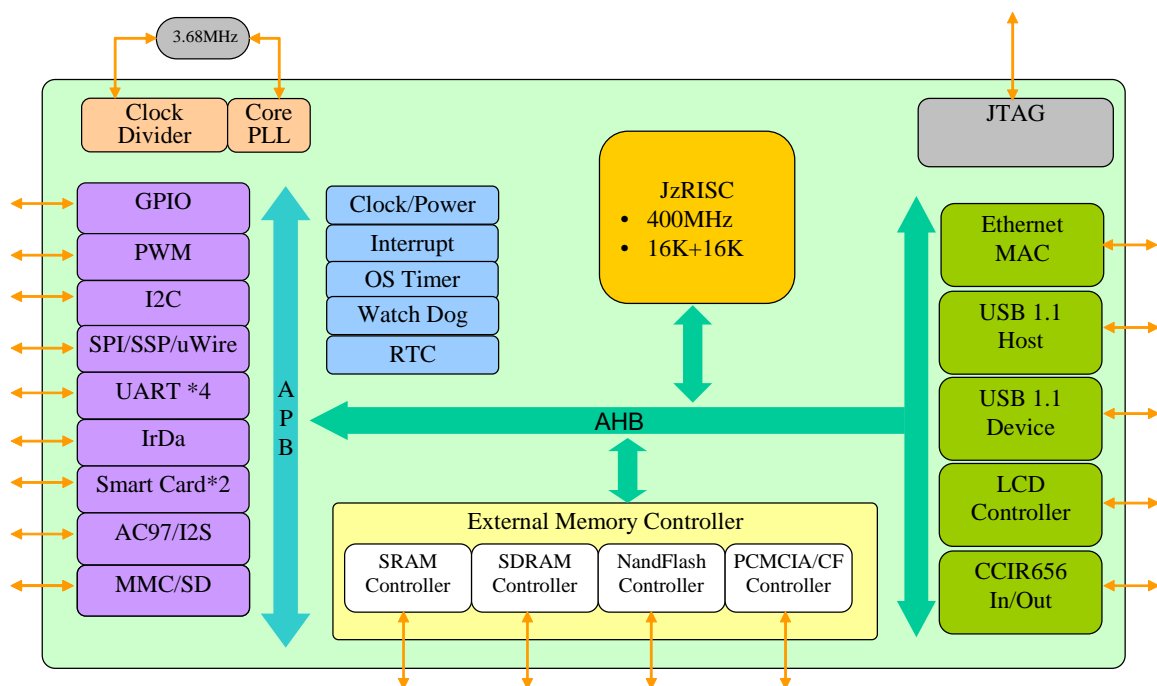 3.68MHz
Clock
Divider
Core
PLL
JTAG
GPIO
PWM
I2C
SPI/SSP/uWire
UART *4
IrDa
Smart Card*2
AC97/I2S
MMC/SD
A
P
B
Clock/Power
Interrupt
OS Timer
Watch Dog
RTC
JzRISC
• 400MHz
• 16K+16K
AHB
External Memory Controller
SRAM
Controller
SDRAM
Controller
NandFlash
Controller
PCMCIA/CF
Controller
Ethernet
MAC
USB 1.1
Host
USB 1.1
Device
LCD
Controller
CCIR656
In/Out